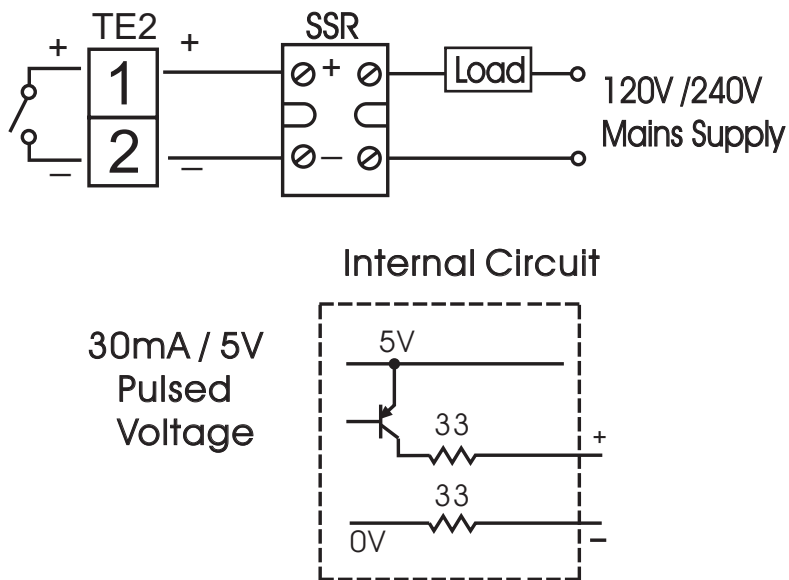 TE2
SSR
+
+
+
1
Load
2
–
–
–
120V /240V
Mains Supply
Internal Circuit
30mA / 5V
Pulsed
Voltage
5V
33
+
33
0V
–